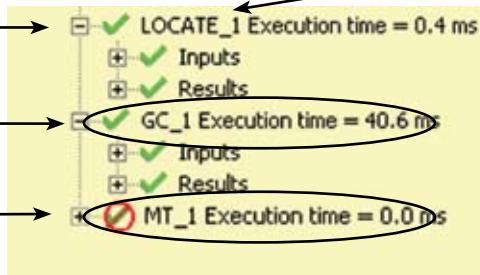 LOCATE_1 Execution time = 0.4 ms
Inputs
Results
GC_1 Execution time = 40.6 ms
Inputs
Results
MT_1 Execution time = 0.0 ms